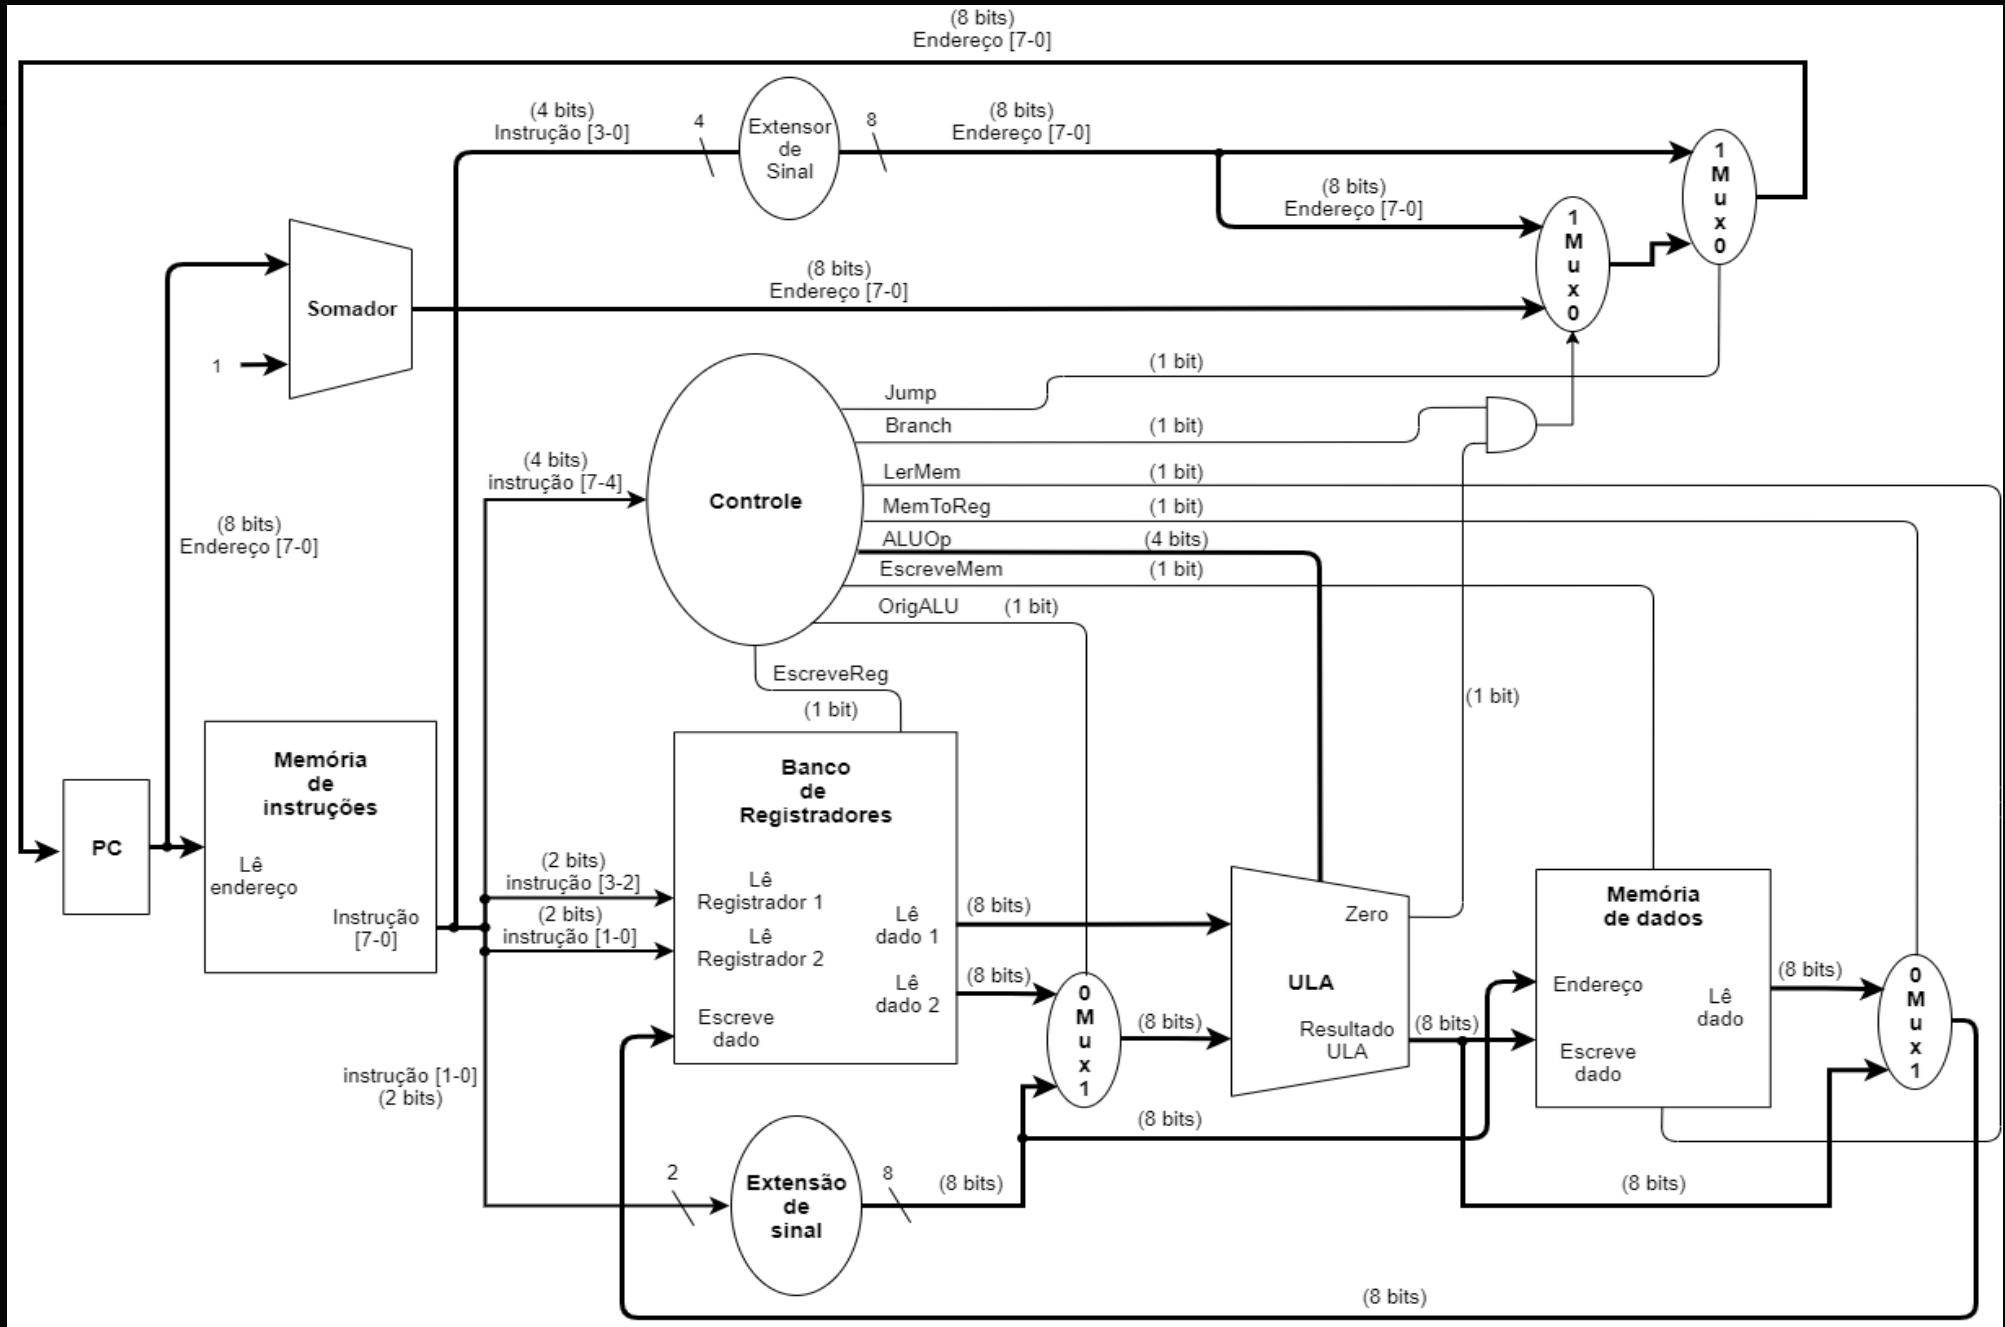 (8 bits)
Endereço [7-0]
(4 bits)
Instrução [3-0]
4
Extensor
de
Sinal
8
(8 bits)
Endereço [7-0]
1
M
u
x
0
(8 bits)
Endereço [7-0]
1
M
u
x
0
Somador
1
(8 bits)
Endereço [7-0]
Jump
(1 bit)
Branch
(1 bit)
(4 bits)
instrução [7-4]
Controle
LerMem
(1 bit)
MemToReg
(1 bit)
ALUOp
(4 bits)
EscreveMem
(1 bit)
OrigALU
(1 bit)
EscreveReg
(1 bit)
(8 bits)
Endereço [7-0]
(1 bit)
PC
Memória
de
instruções
Lê
endereço
Instrução
[7-0]
(2 bits)
instrução [3-2]
(2 bits)
instrução [1-0]
Banco
de
Registradores
Lê
Registrador 1
Lê
Registrador 2
Escreve
dado
Lê
dado 1
Lê
dado 2
(8 bits)
(8 bits)
0
M
u
x
1
(8 bits)
Zero
ULA
Resultado
ULA
(8 bits)
Memória
de dados
Endereço
Escreve
dado
Lê
dado
(8 bits)
0
M
u
x
1
instrução [1-0]
(2 bits)
2
Extensão
de
sinal
8
(8 bits)
(8 bits)
(8 bits)
(8 bits)